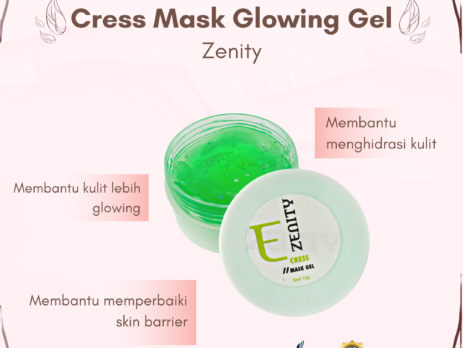 Cress Mask Glowing Gel
Zenity
Membantu
menghidrasi kulit
Membantu kulit lebih
glowing
E ZENITY
CRESS
// MASK GEL
Membantu memperbaiki
skin barrier